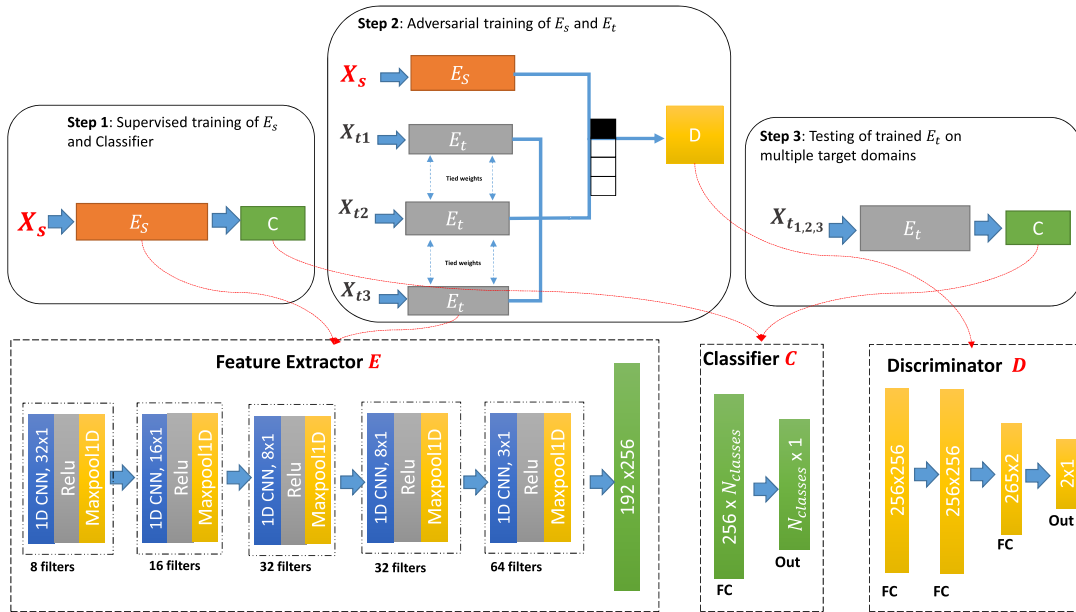 Step 1: Supervised training of E_s
and Classifier
X_s
E_S
C
Step 2: Adversarial training of E_s and E_t
X_s
E_S
X_t1
E_t
Tied weights
X_t2
E_t
Tied weights
X_t3
E_t
D
Step 3: Testing of trained E_t on
multiple target domains
X_t1,2,3
E_t
C
Feature Extractor E
1D CNN, 32x1
Relu
Maxpool1D
8 filters
1D CNN, 16x1
Relu
Maxpool1D
16 filters
1D CNN, 8x1
Relu
Maxpool1D
32 filters
1D CNN, 8x1
Relu
Maxpool1D
32 filters
1D CNN, 3x1
Relu
Maxpool1D
64 filters
192 x256
Classifier C
256 x N_classes
FC
N_classes x 1
Out
Discriminator D
256x256
FC
256x256
FC
265x2
FC
2x1
Out